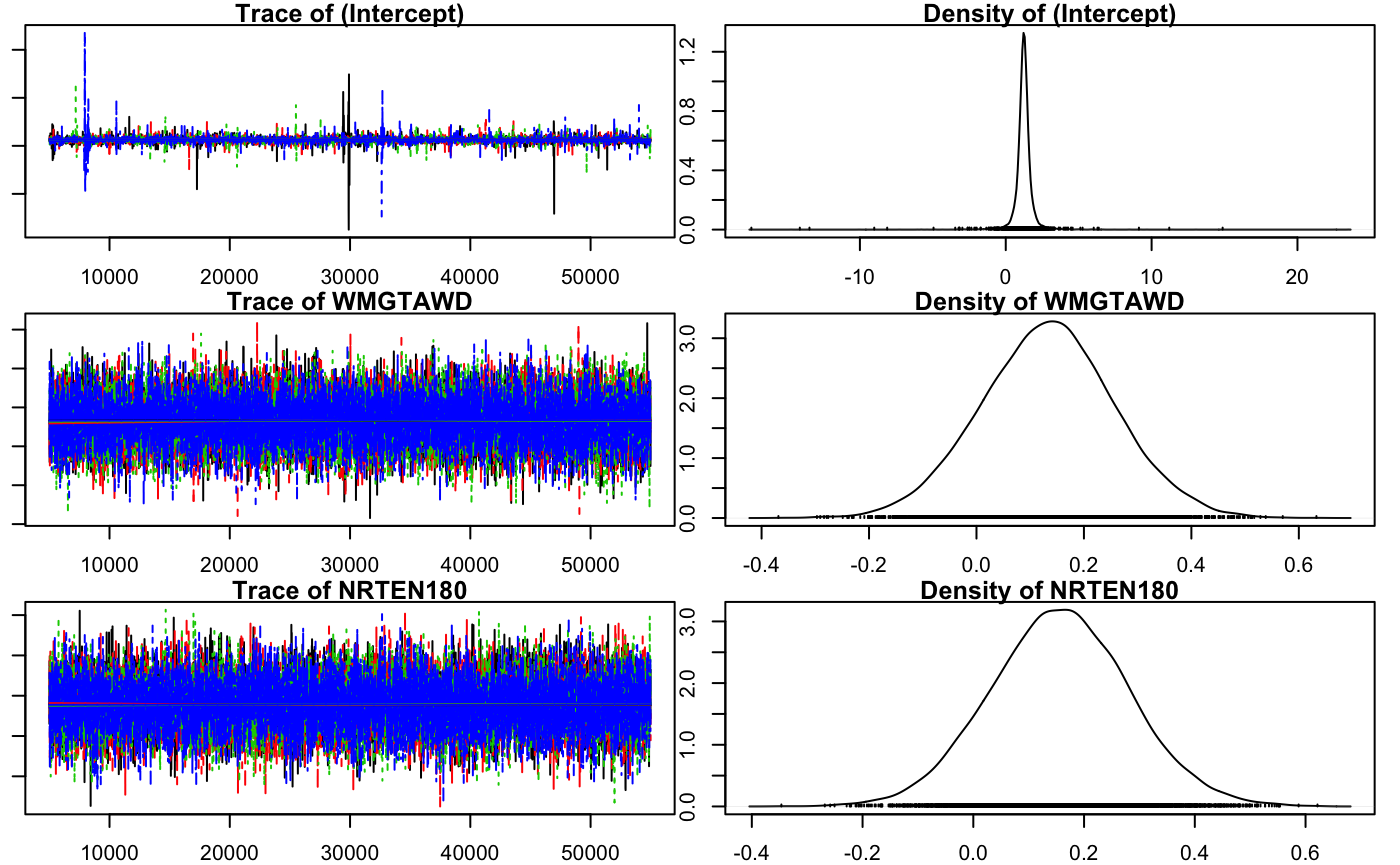 Trace of (Intercept)
Density of (Intercept)
0.0 0.4 0.8 1.2
10000 20000 30000 40000 50000
-10 0 10 20
Trace of WMGTAWD
Density of WMGTAWD
0.0 1.0 2.0 3.0
10000 20000 30000 40000 50000
-0.4 -0.2 0.0 0.2 0.4 0.6
Trace of NRTEN180
Density of NRTEN180
0.0 1.0 2.0 3.0
10000 20000 30000 40000 50000
-0.4 -0.2 0.0 0.2 0.4 0.6